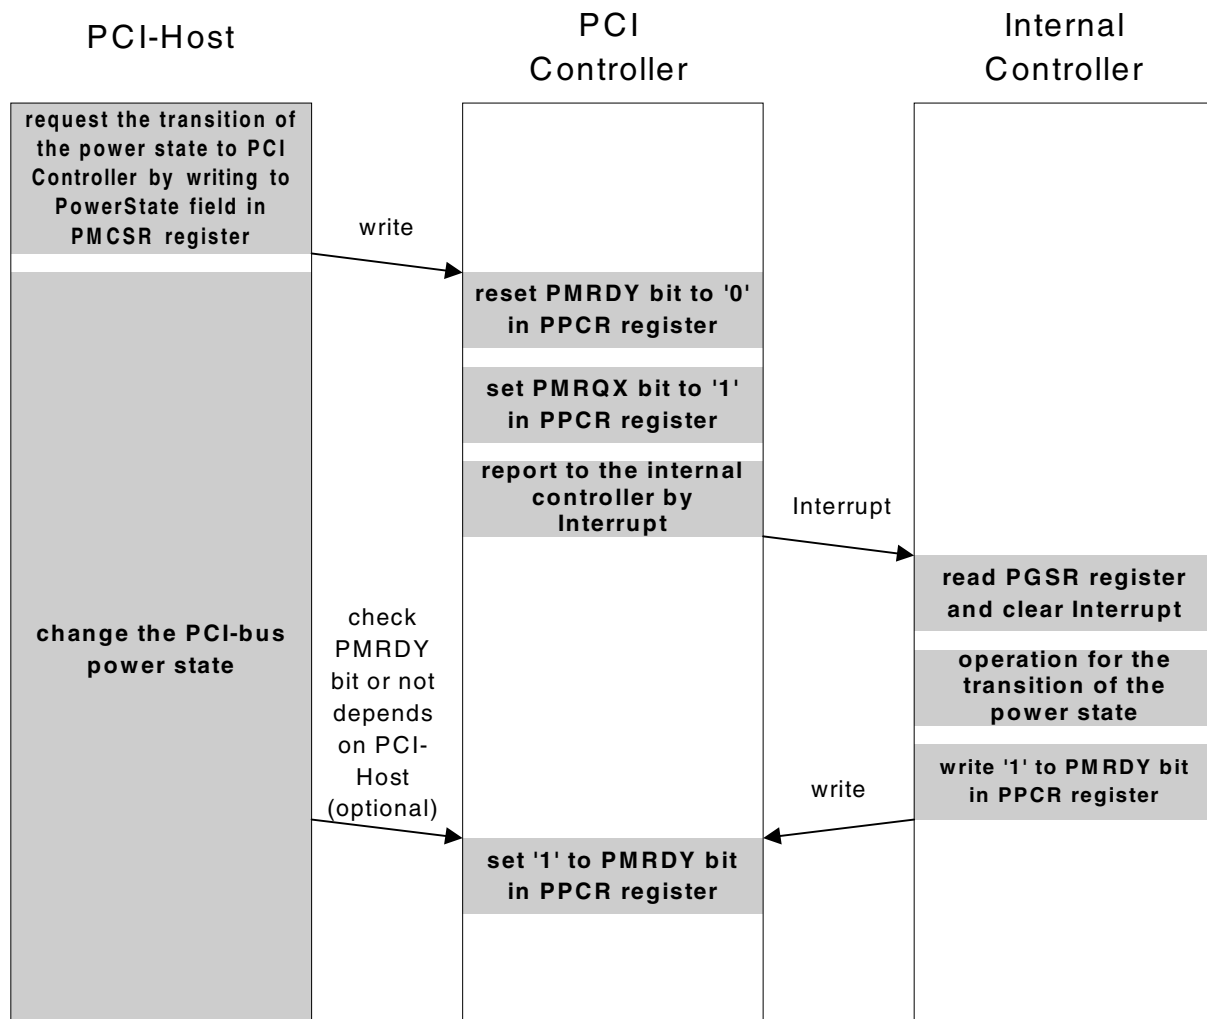 PCI-Host
PCI
Controller
Internal
Controller
request the transition of
the power state to PCI
Controller by writing to
PowerState field in
PMCSR register
write
reset PMRDY bit to '0'
in PPCR register
set PMRQX bit to '1'
in PPCR register
report to the internal
controller by
Interrupt
Interrupt
read PGSR register
and clear Interrupt
change the PCI-bus
power state
check
PMRDY
bit or not
depends
on PCI-
Host
(optional)
operation for the
transition of the
power state
write '1' to PMRDY bit
in PPCR register
write
set '1' to PMRDY bit
in PPCR register